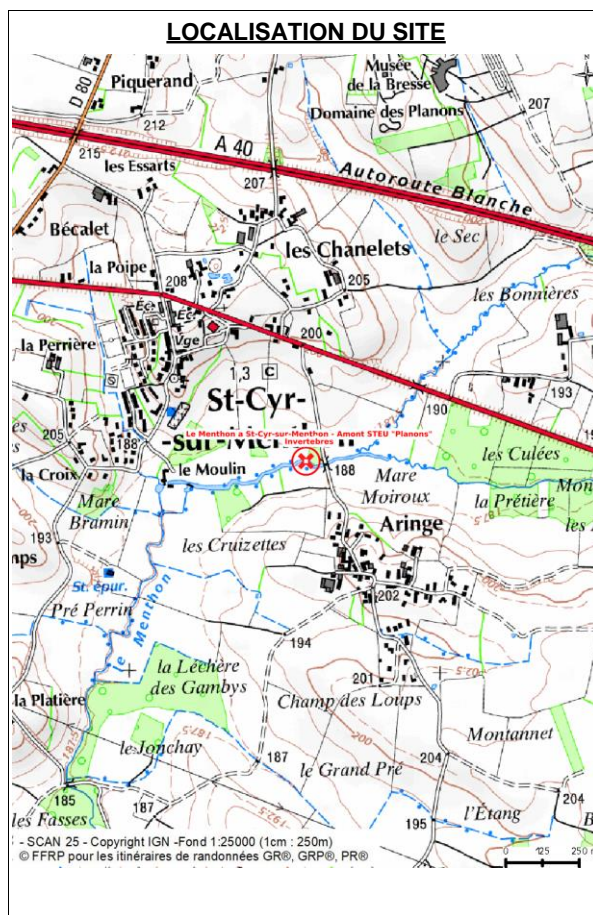 LOCALISATION DU SITE
Piquerand
Musée
de la Bresse
Domaine des Planons
D 80
212
207
215
A 40
les Essarts
207
Autoroute Blanche
Bécalet
les Chanelets
le Sec
la Poipe
208
205
les Bonnières
Éc.
Éc.
Vge
200
la Perrière
1,3
C
190
193
S
St-Cyr-
-sur-Menthon
Le Menthon a St-Cyr-sur-Menthon - Amont STEU "Planons"
Invertebres
les Culées
205
188
le Moulin
188
Mare
Moiroux
la Prétière
la Croix
Mare
Bramin
Aringe
193
les Cruizettes
St. épur.
Pré Perrin
le Menthon
202
194
la Léchère
des Gambys
201
la Platière
Champ des Loups
Montannet
le Jonchay
187
le Grand Pré
204
185
187
204
l'Étang
les Fasses
195
- SCAN 25 - Copyright IGN -Fond 1:25000 (1cm : 250m)
© FFRP pour les itinéraires de randonnées GR®, GRP®, PR®
0 125 250